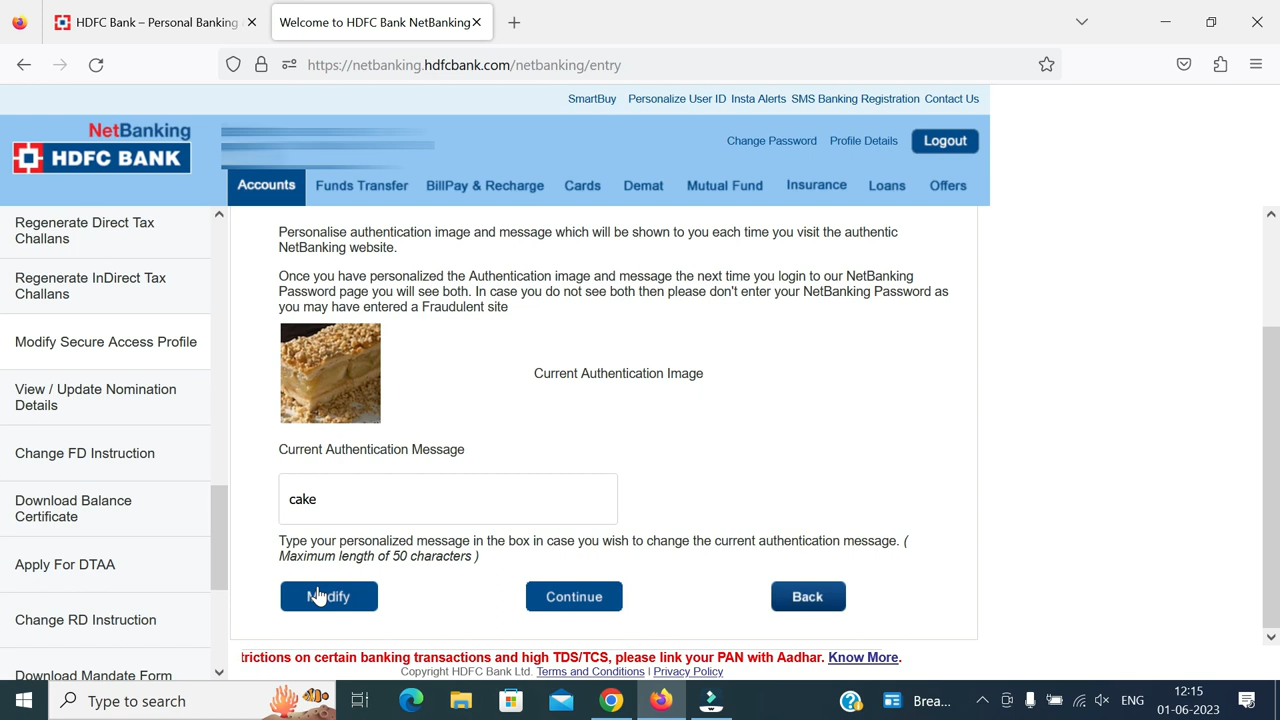 HDFC Bank – Personal Banking
Welcome to HDFC Bank NetBanking
https://netbanking.hdfcbank.com/netbanking/entry
SmartBuy Personalize User ID Insta Alerts SMS Banking Registration Contact Us
NetBanking
HDFC BANK
Change Password Profile Details Logout
Accounts Funds Transfer BillPay & Recharge Cards Demat Mutual Fund Insurance Loans Offers
Regenerate Direct Tax
Challans
Regenerate InDirect Tax
Challans
Modify Secure Access Profile
View / Update Nomination
Details
Change FD Instruction
Download Balance
Certificate
Apply For DTAA
Change RD Instruction
Download Mandate Form
Personalise authentication image and message which will be shown to you each time you visit the authentic
NetBanking website.
Once you have personalized the Authentication image and message the next time you login to our NetBanking
Password page you will see both. In case you do not see both then please don't enter your NetBanking Password as
you may have entered a Fraudulent site
Current Authentication Image
Current Authentication Message
cake
Type your personalized message in the box in case you wish to change the current authentication message. (
Maximum length of 50 characters )
Modify Continue Back
trictions on certain banking transactions and high TDS/TCS, please link your PAN with Aadhar. Know More.
Copyright HDFC Bank Ltd. Terms and Conditions I Privacy Policy
Type to search
Brea...
ENG
12:15
01-06-2023